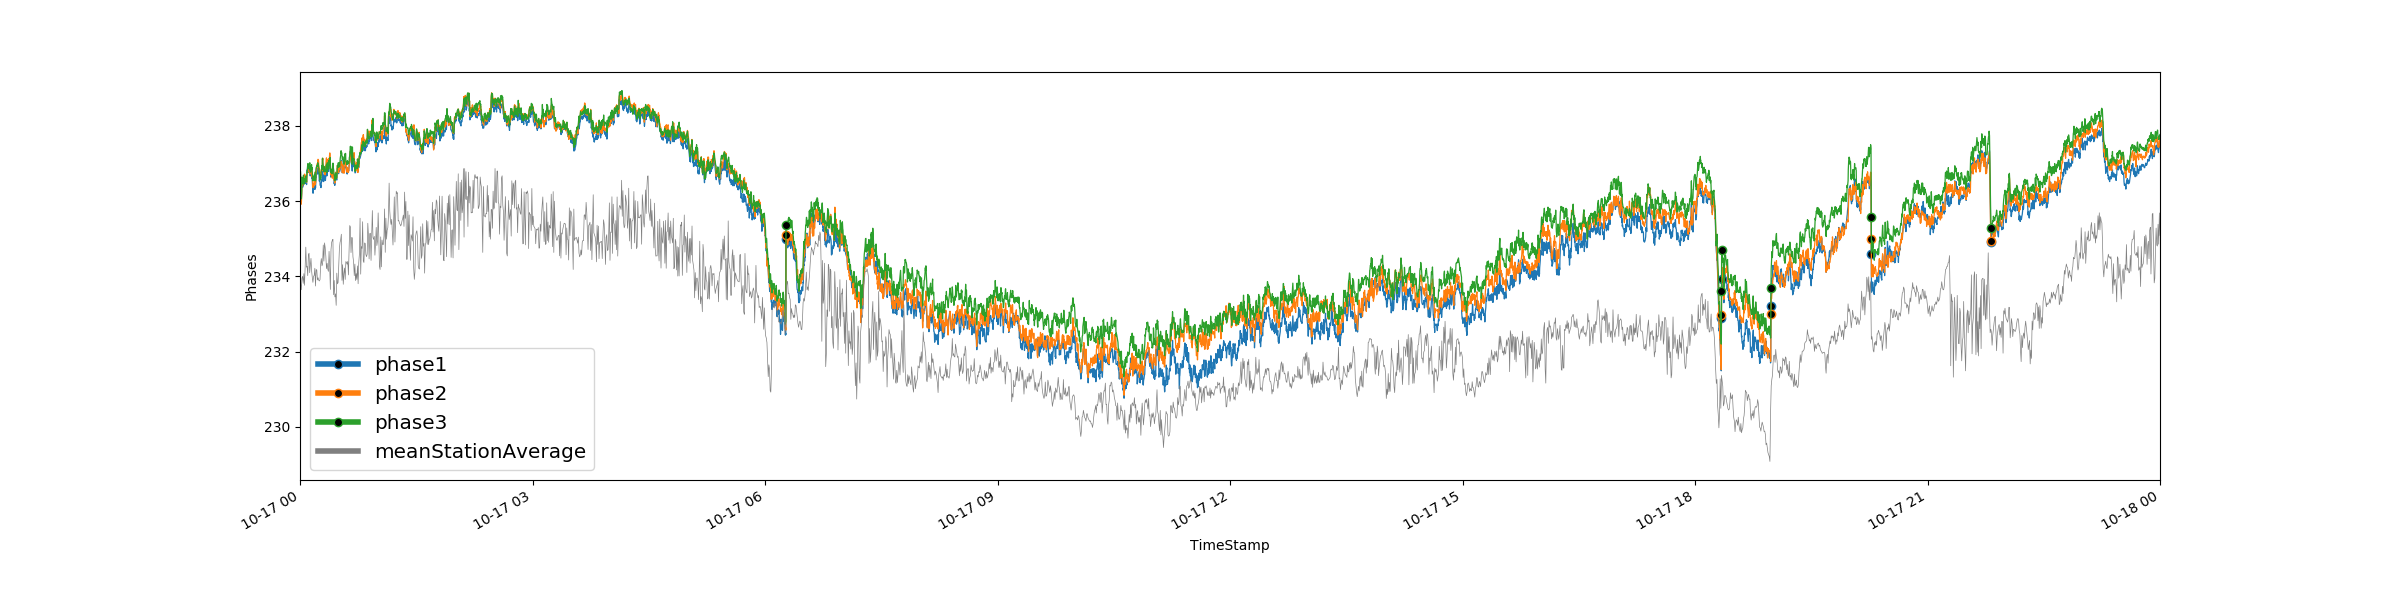 238
236
234
232
230
Phases
phase1
phase2
phase3
meanStationAverage
10-17 00
10-17 03
10-17 06
10-17 09
10-17 12
10-17 15
10-17 18
10-17 21
10-18 00
TimeStamp